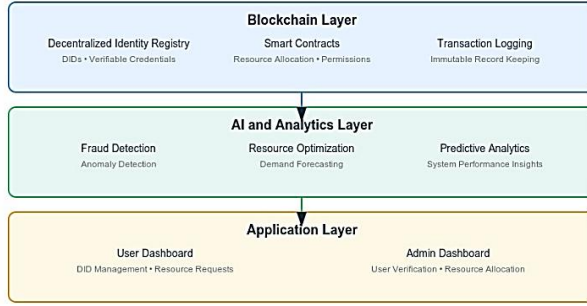 Blockchain Layer
Decentralized Identity Registry Smart Contracts Transaction Logging
DIDs • Verifiable Credentials Resource Allocation • Permissions Immutable Record Keeping
AI and Analytics Layer
Fraud Detection Resource Optimization Predictive Analytics
Anomaly Detection Demand Forecasting System Performance Insights
Application Layer
User Dashboard Admin Dashboard
DID Management • Resource Requests User Verification • Resource Allocation